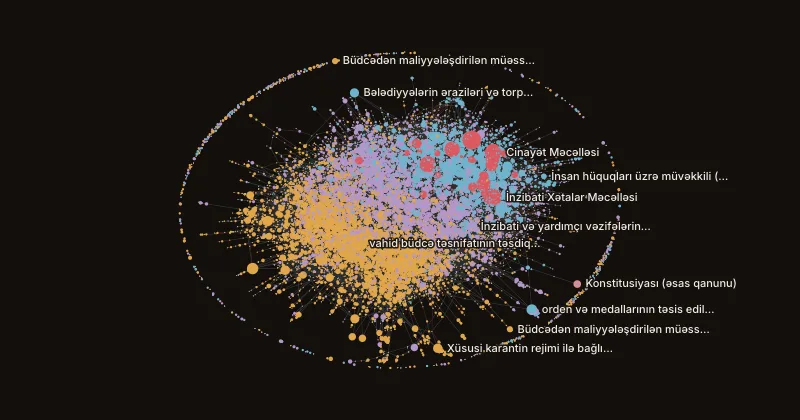 Büdcədən maliyyələşdirilən müəss...
Bələdiyyələrin əraziləri və torp...
Cinayət Məcəlləsi
İnsan hüquqları üzrə müvəkkili (...
İnzibati Xətalar Məcəlləsi
İnzibati və yardımçı vəzifələrin...
vahid büdcə təsnifatının təsdiq...
Konstitusiyası (əsas qanunu)
orden və medallarının təsis edil...
Büdcədən maliyyələşdirilən müəss...
Xüsusi karantin rejimi ilə bağlı...